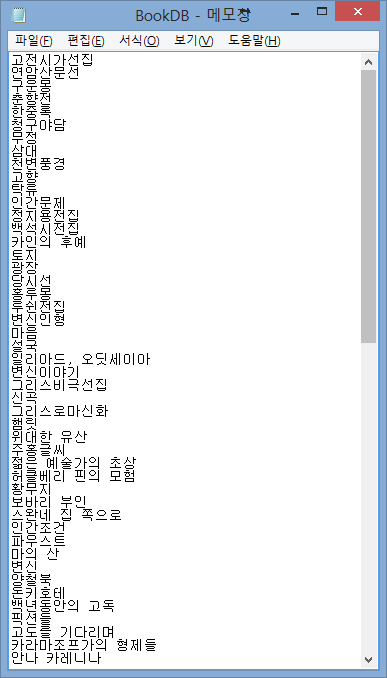 BookDB - 메모장
파일(F) 편집(E) 서식(O) 보기(V) 도움말(H)
고전시가선집
연암산문선
구운몽
춘향전
한중록
청구야담
무정
삼대
천변풍경
고향
탁류
인간문제
정지용전집
백석시전집
카인의 후예
토지
광장
당시선
홍루몽
루쉰전집
변신인형
마음
설국
일리아드, 오딧세이아
변신이야기
그리스비극선집
신곡
그리스로마신화
햄릿
위대한 유산
주홍글씨
젊은 예술가의 초상
허클베리 핀의 모험
황무지
보바리 부인
스완네 집 쪽으로
인간조건
파우스트
마의 산
변신
양철북
돈키호테
백년동안의 고독
픽션들
고도를 기다리며
카라마조프가의 형제들
안나 카레니나